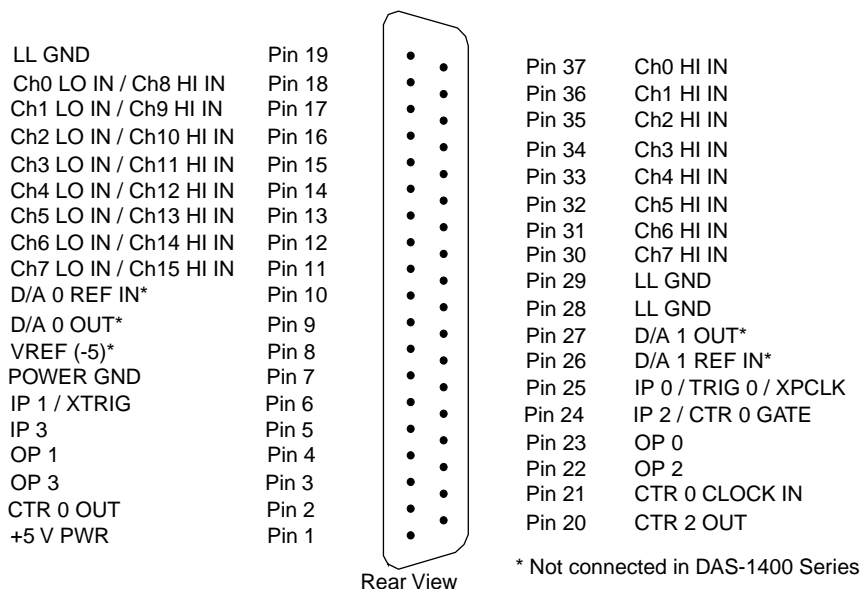 LL GND Pin 19
Ch0 LO IN / Ch8 HI IN Pin 18
Ch1 LO IN / Ch9 HI IN Pin 17
Ch2 LO IN / Ch10 HI IN Pin 16
Ch3 LO IN / Ch11 HI IN Pin 15
Ch4 LO IN / Ch12 HI IN Pin 14
Ch5 LO IN / Ch13 HI IN Pin 13
Ch6 LO IN / Ch14 HI IN Pin 12
Ch7 LO IN / Ch15 HI IN Pin 11
D/A 0 REF IN* Pin 10
D/A 0 OUT* Pin 9
VREF (-5)* Pin 8
POWER GND Pin 7
IP 1 / XTRIG Pin 6
IP 3 Pin 5
OP 1 Pin 4
OP 3 Pin 3
CTR 0 OUT Pin 2
+5 V PWR Pin 1
Pin 37 Ch0 HI IN
Pin 36 Ch1 HI IN
Pin 35 Ch2 HI IN
Pin 34 Ch3 HI IN
Pin 33 Ch4 HI IN
Pin 32 Ch5 HI IN
Pin 31 Ch6 HI IN
Pin 30 Ch7 HI IN
Pin 29 LL GND
Pin 28 LL GND
Pin 27 D/A 1 OUT*
Pin 26 D/A 1 REF IN*
Pin 25 IP 0 / TRIG 0 / XPCLK
Pin 24 IP 2 / CTR 0 GATE
Pin 23 OP 0
Pin 22 OP 2
Pin 21 CTR 0 CLOCK IN
Pin 20 CTR 2 OUT
* Not connected in DAS-1400 Series
Rear View